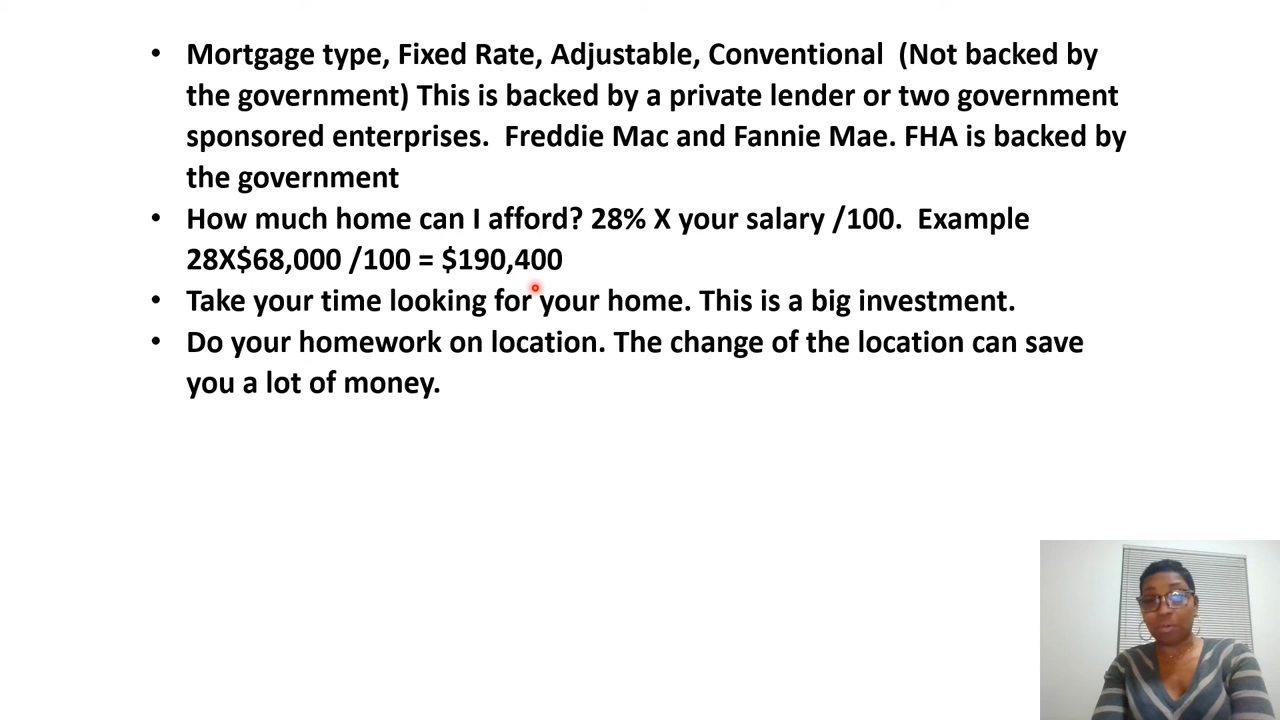 • Mortgage type, Fixed Rate, Adjustable, Conventional  (Not backed by
the government) This is backed by a private lender or two government
sponsored enterprises.  Freddie Mac and Fannie Mae. FHA is backed by
the government
• How much home can I afford? 28% X your salary /100.  Example
28X$68,000 /100 = $190,400
• Take your time looking for your home. This is a big investment.
• Do your homework on location. The change of the location can save
you a lot of money.